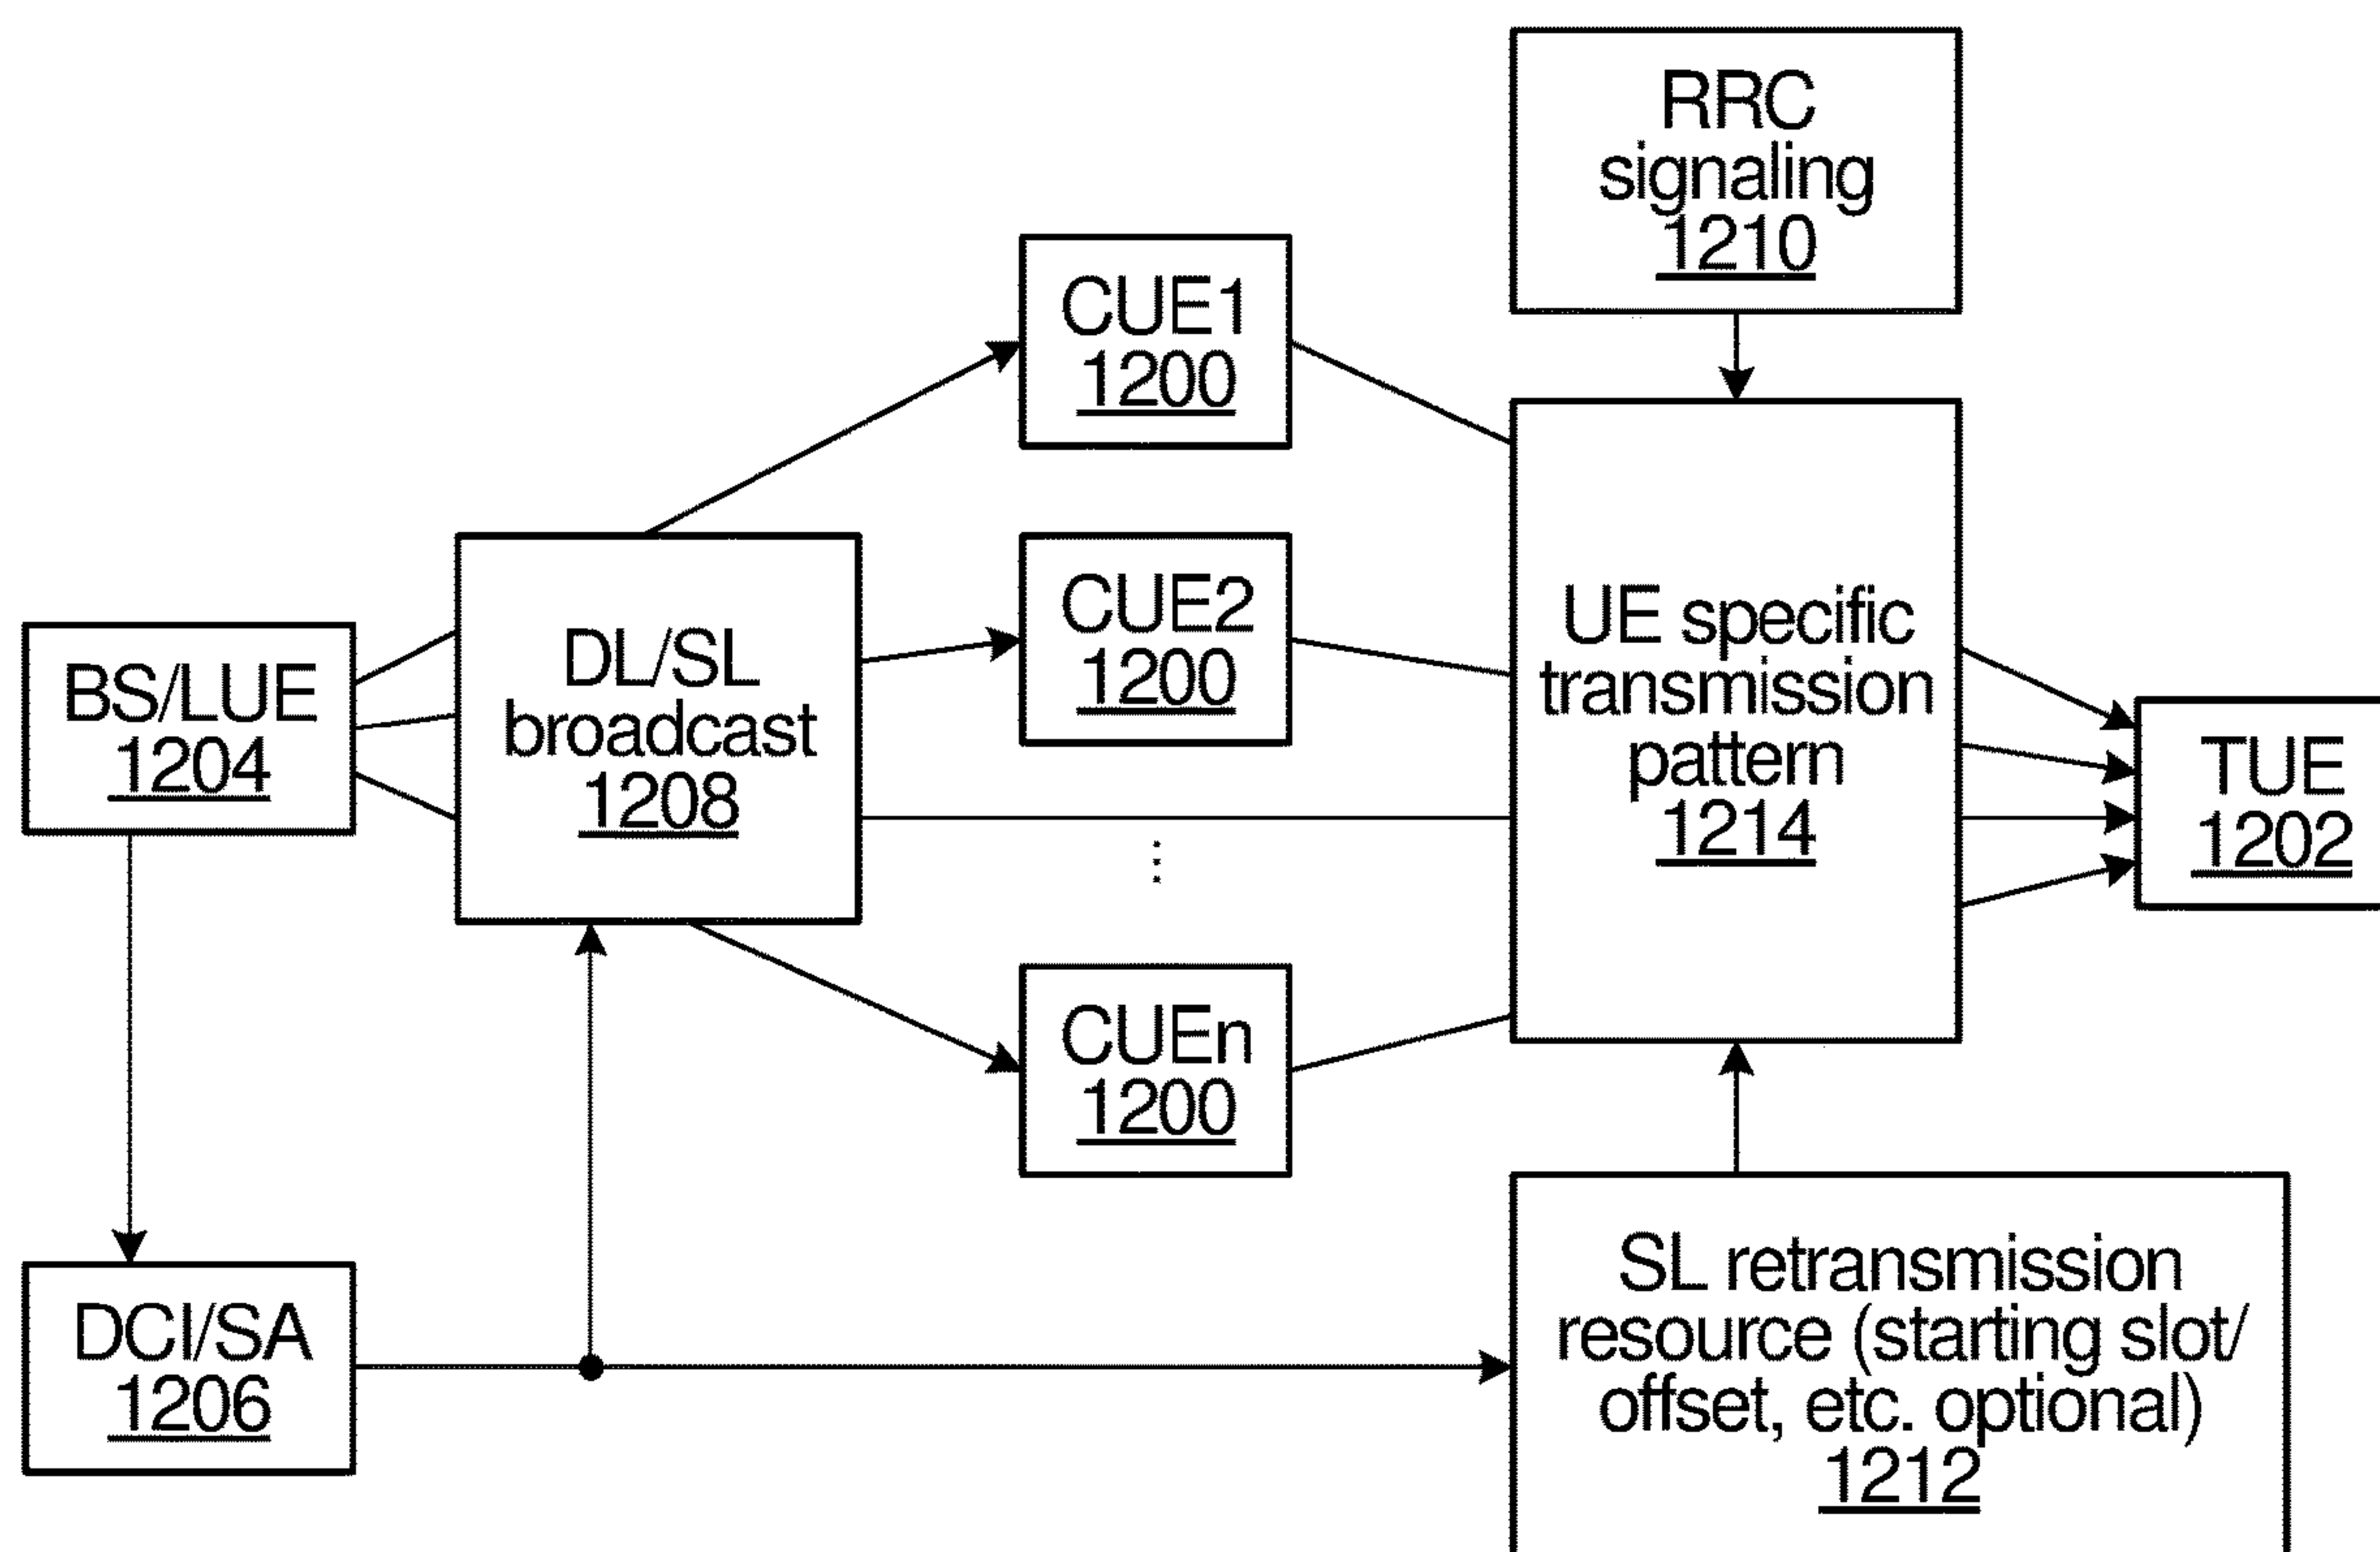 RRC
signaling
1210
CUE1
1200
CUE2
1200
DL/SL
broadcast
1208
BS/LUE
1204
UE specific
transmission
pattern
1214
TUE
1202
...
CUEn
1200
DCI/SA
1206
SL retransmission
resource (starting slot/
offset, etc. optional)
1212